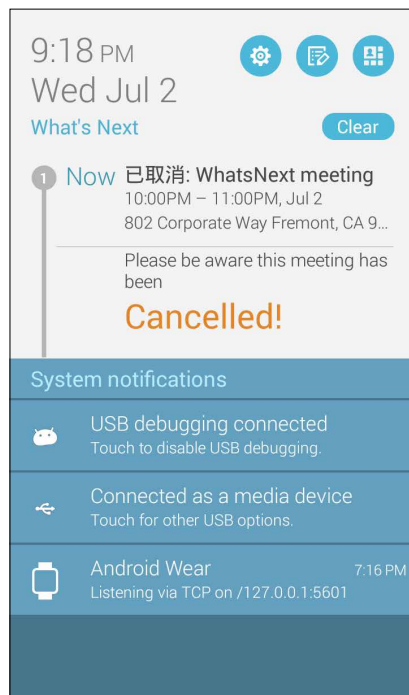 9:18 PM
Wed Jul 2
What's Next
Clear
1
Now
已取消: WhatsNext meeting
10:00PM – 11:00PM, Jul 2
802 Corporate Way Fremont, CA 9...
Please be aware this meeting has
been
Cancelled!
System notifications
USB debugging connected
Touch to disable USB debugging.
Connected as a media device
Touch for other USB options.
Android Wear
7:16 PM
Listening via TCP on /127.0.0.1:5601